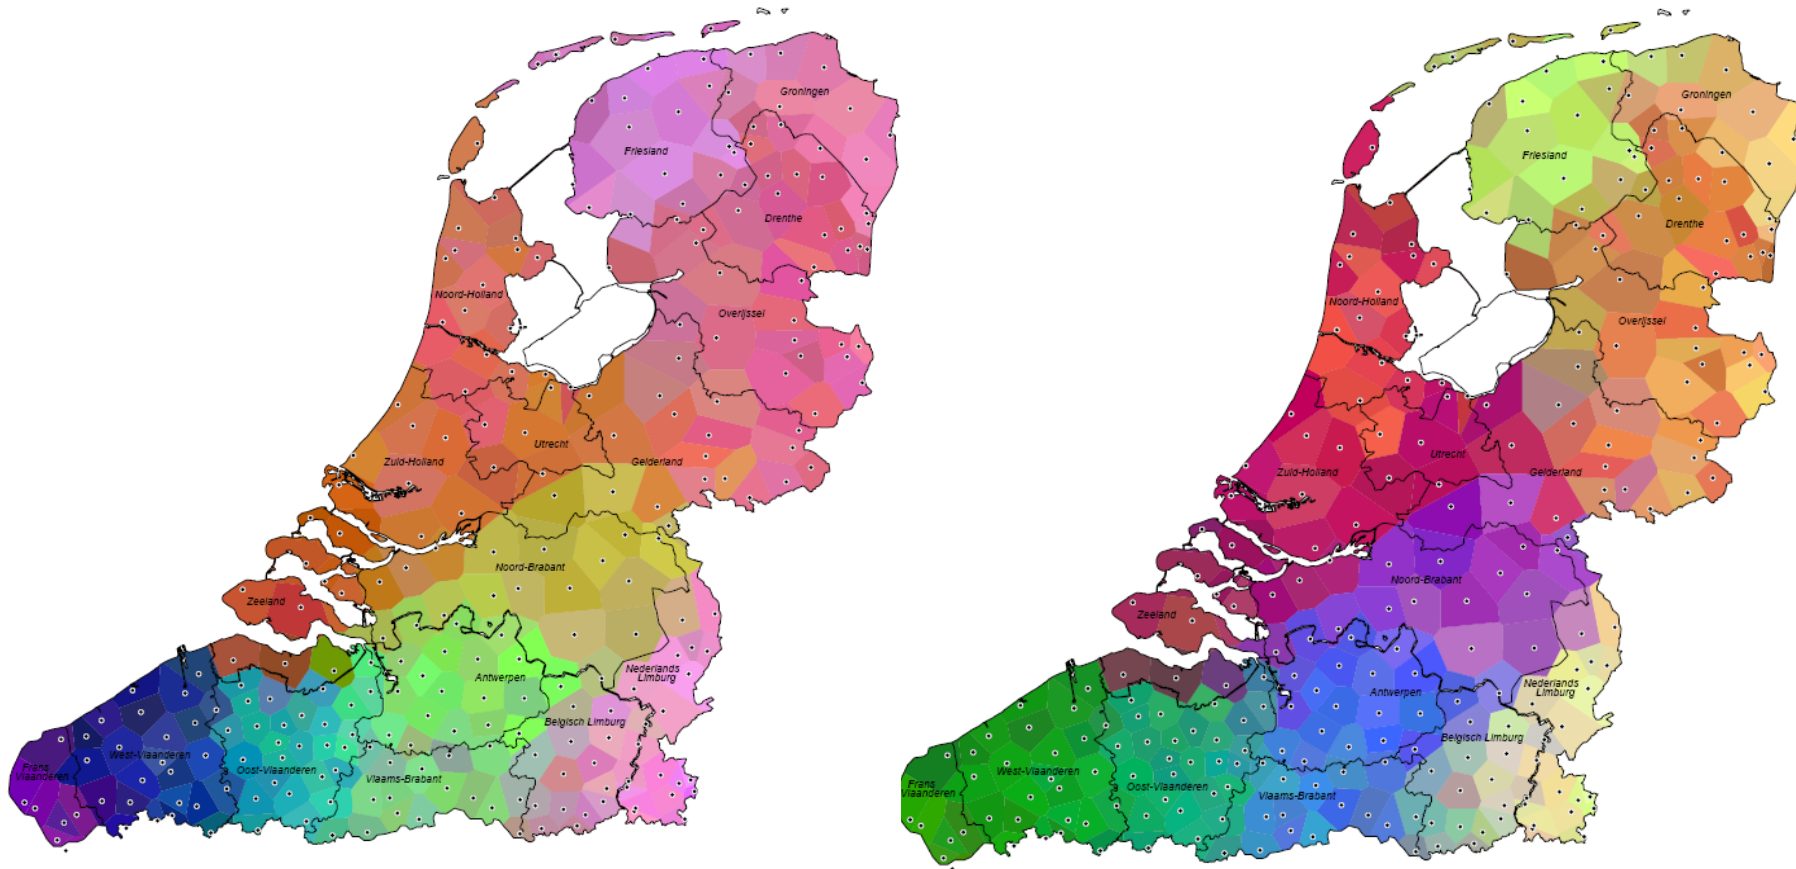 Groningen
Friesland
Drenthe
Noord-Holland
Overijssel
Utrecht
Zuid-Holland
Gelderland
Noord-Brabant
Zeeland
Nederlands
Limburg
Antwerpen
Belgisch Limburg
West-Vlaanderen
Frans
Vlaanderen
Oost-Vlaanderen
Vlaams-Brabant
Groningen
Friesland
Drenthe
Noord-Holland
Overijssel
Utrecht
Zuid-Holland
Gelderland
Noord-Brabant
Zeeland
Nederlands
Limburg
Antwerpen
Belgisch Limburg
West-Vlaanderen
Frans
Vlaanderen
Oost-Vlaanderen
Vlaams-Brabant